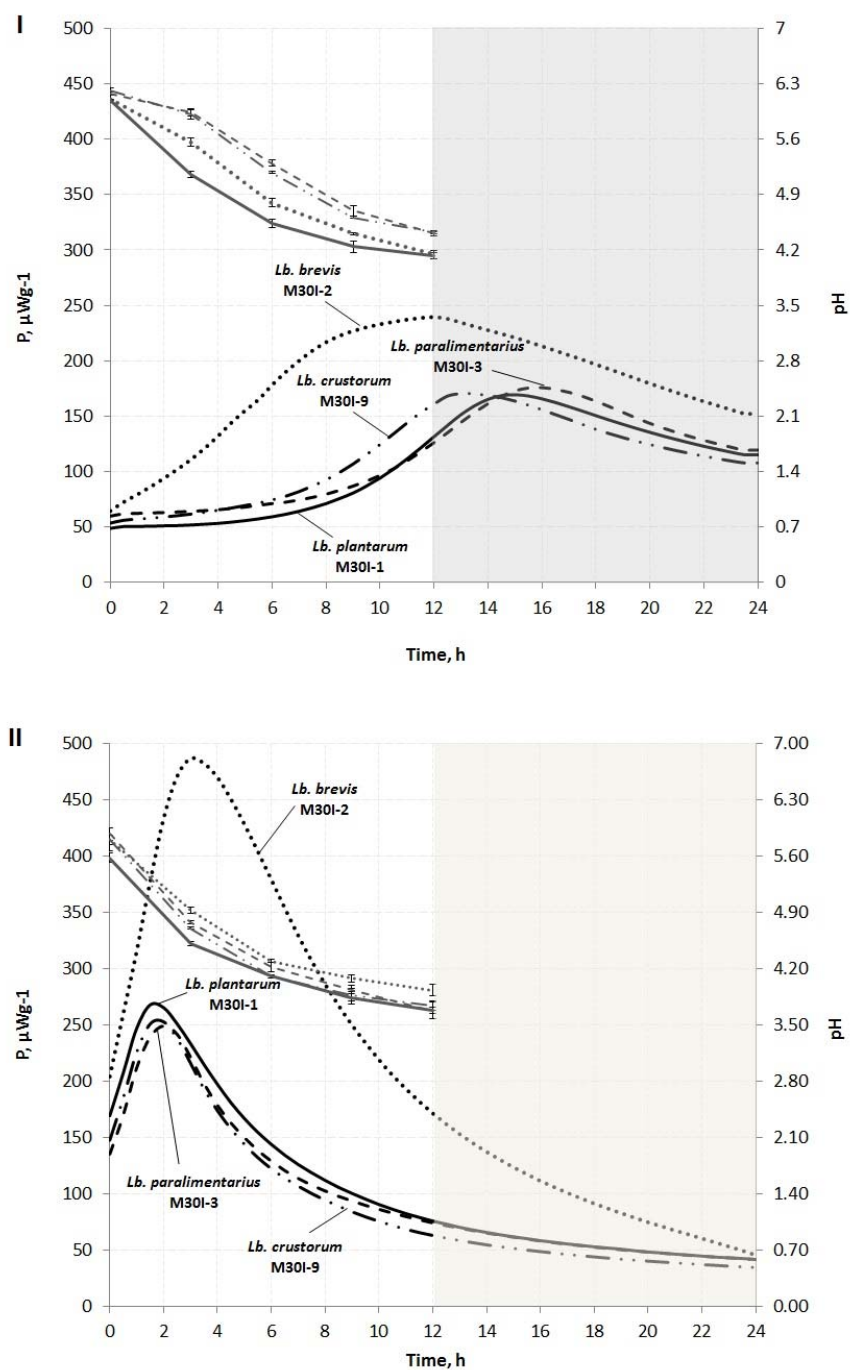 I
500
450
400
350
300
250
200
150
100
50
0
P, µWg-1
7
6.3
5.6
4.9
4.2
3.5
2.8
2.1
1.4
0.7
0
pH
Lb. brevis
M30I-2
Lb. paralimentarius
M30I-3
Lb. crustorum
M30I-9
Lb. plantarum
M30I-1
0 2 4 6 8 10 12 14 16 18 20 22 24
Time, h
II
500
450
400
350
300
250
200
150
100
50
0
P, µWg-1
7.00
6.30
5.60
4.90
4.20
3.50
2.80
2.10
1.40
0.70
0.00
pH
Lb. brevis
M30I-2
Lb. plantarum
M30I-1
Lb. paralimentarius
M30I-3
Lb. crustorum
M30I-9
0 2 4 6 8 10 12 14 16 18 20 22 24
Time, h